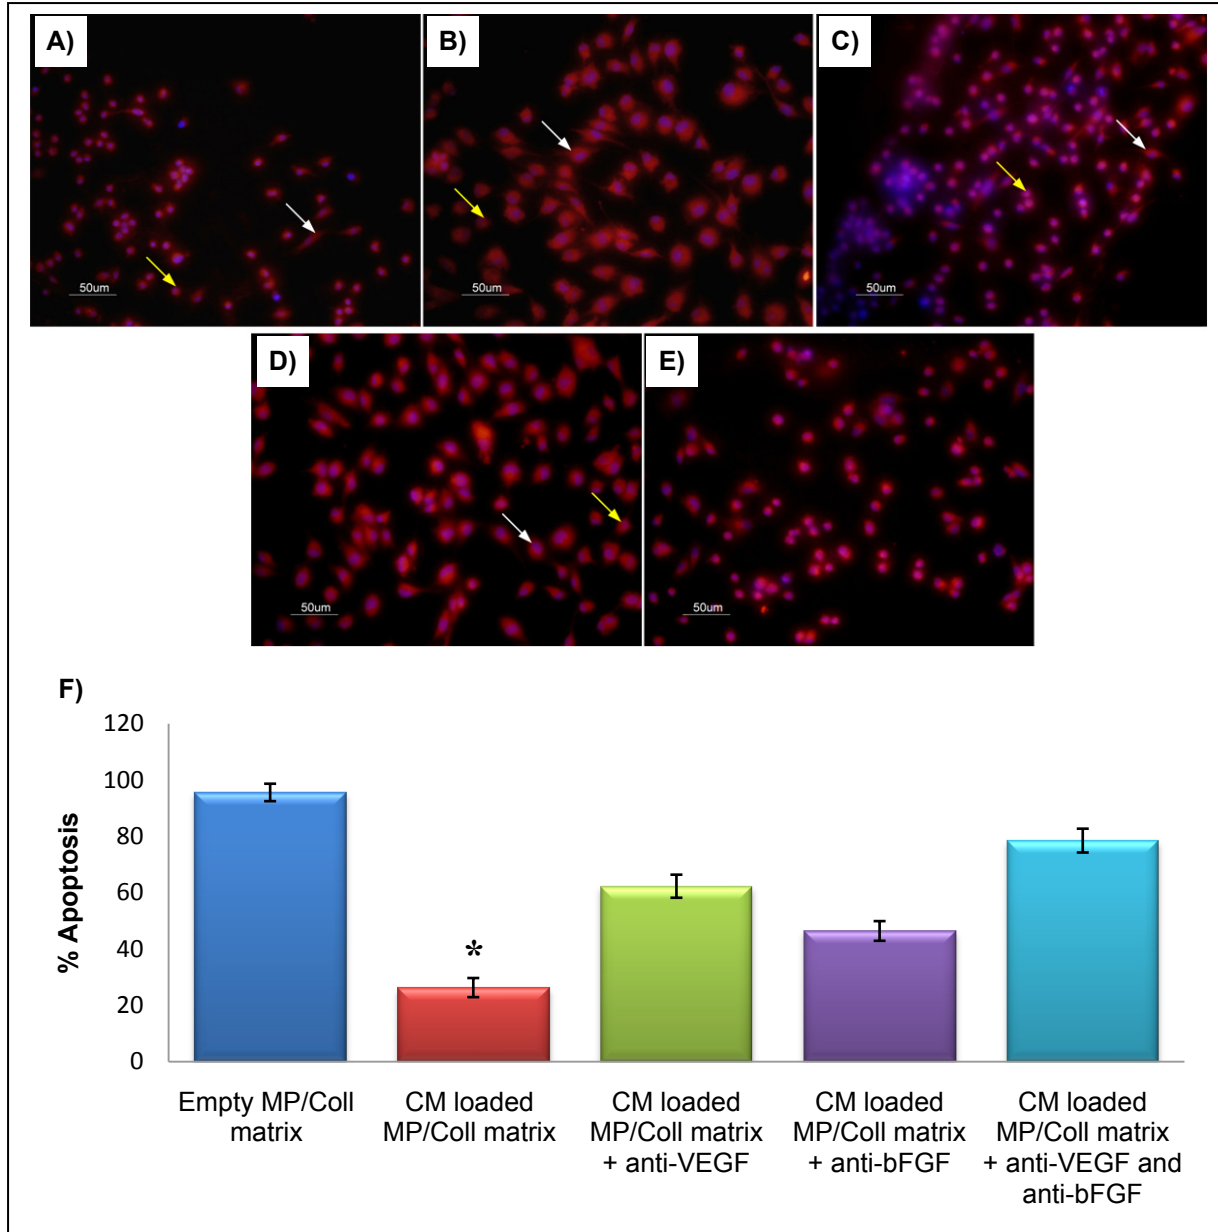 A)
B)
C)
50um
50um
50um
D)
E)
50um
50um
F)
120
100
80
60
40
20
0
% Apoptosis
*
Empty MP/Coll
matrix
CM loaded
MP/Coll matrix
CM loaded
MP/Coll matrix
+ anti-VEGF
CM loaded
MP/Coll matrix
+ anti-bFGF
CM loaded
MP/Coll matrix
+ anti-VEGF and
anti-bFGF